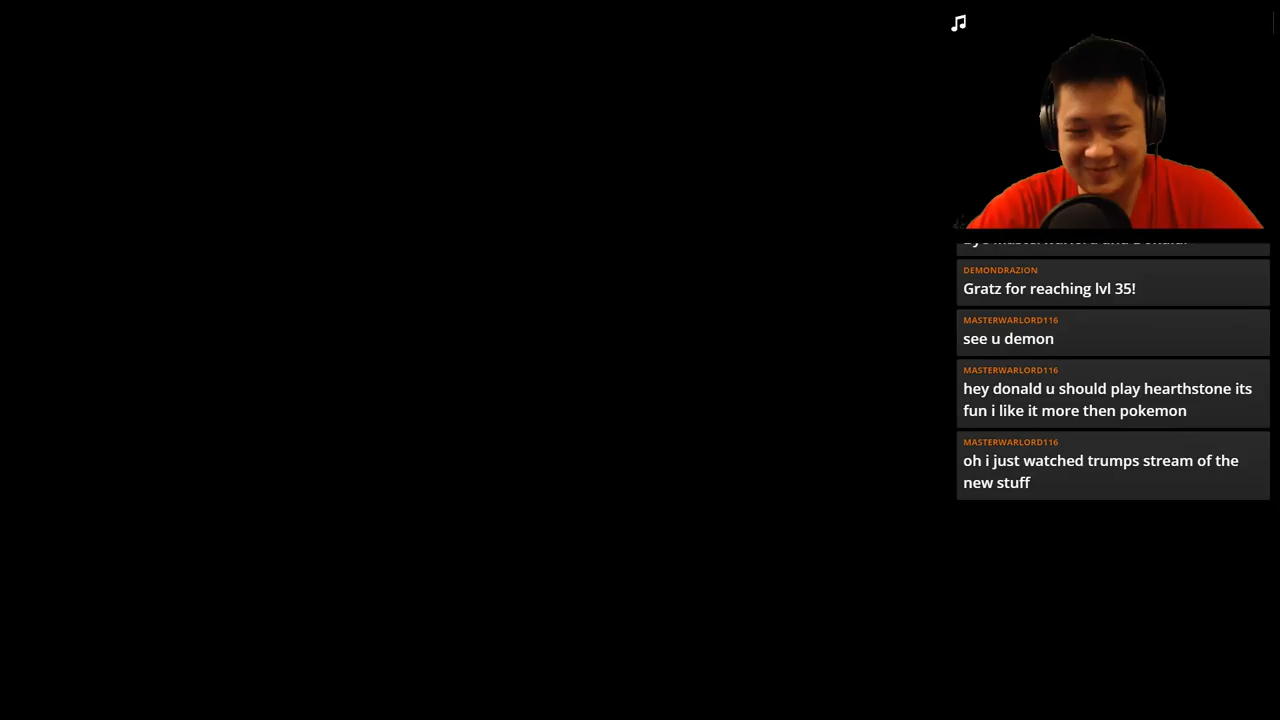 DEMONDRAZION
Gratz for reaching lvl 35!
MASTERWARLORD116
see u demon
MASTERWARLORD116
hey donald u should play hearthstone its
fun i like it more then pokemon
MASTERWARLORD116
oh i just watched trumps stream of the
new stuff